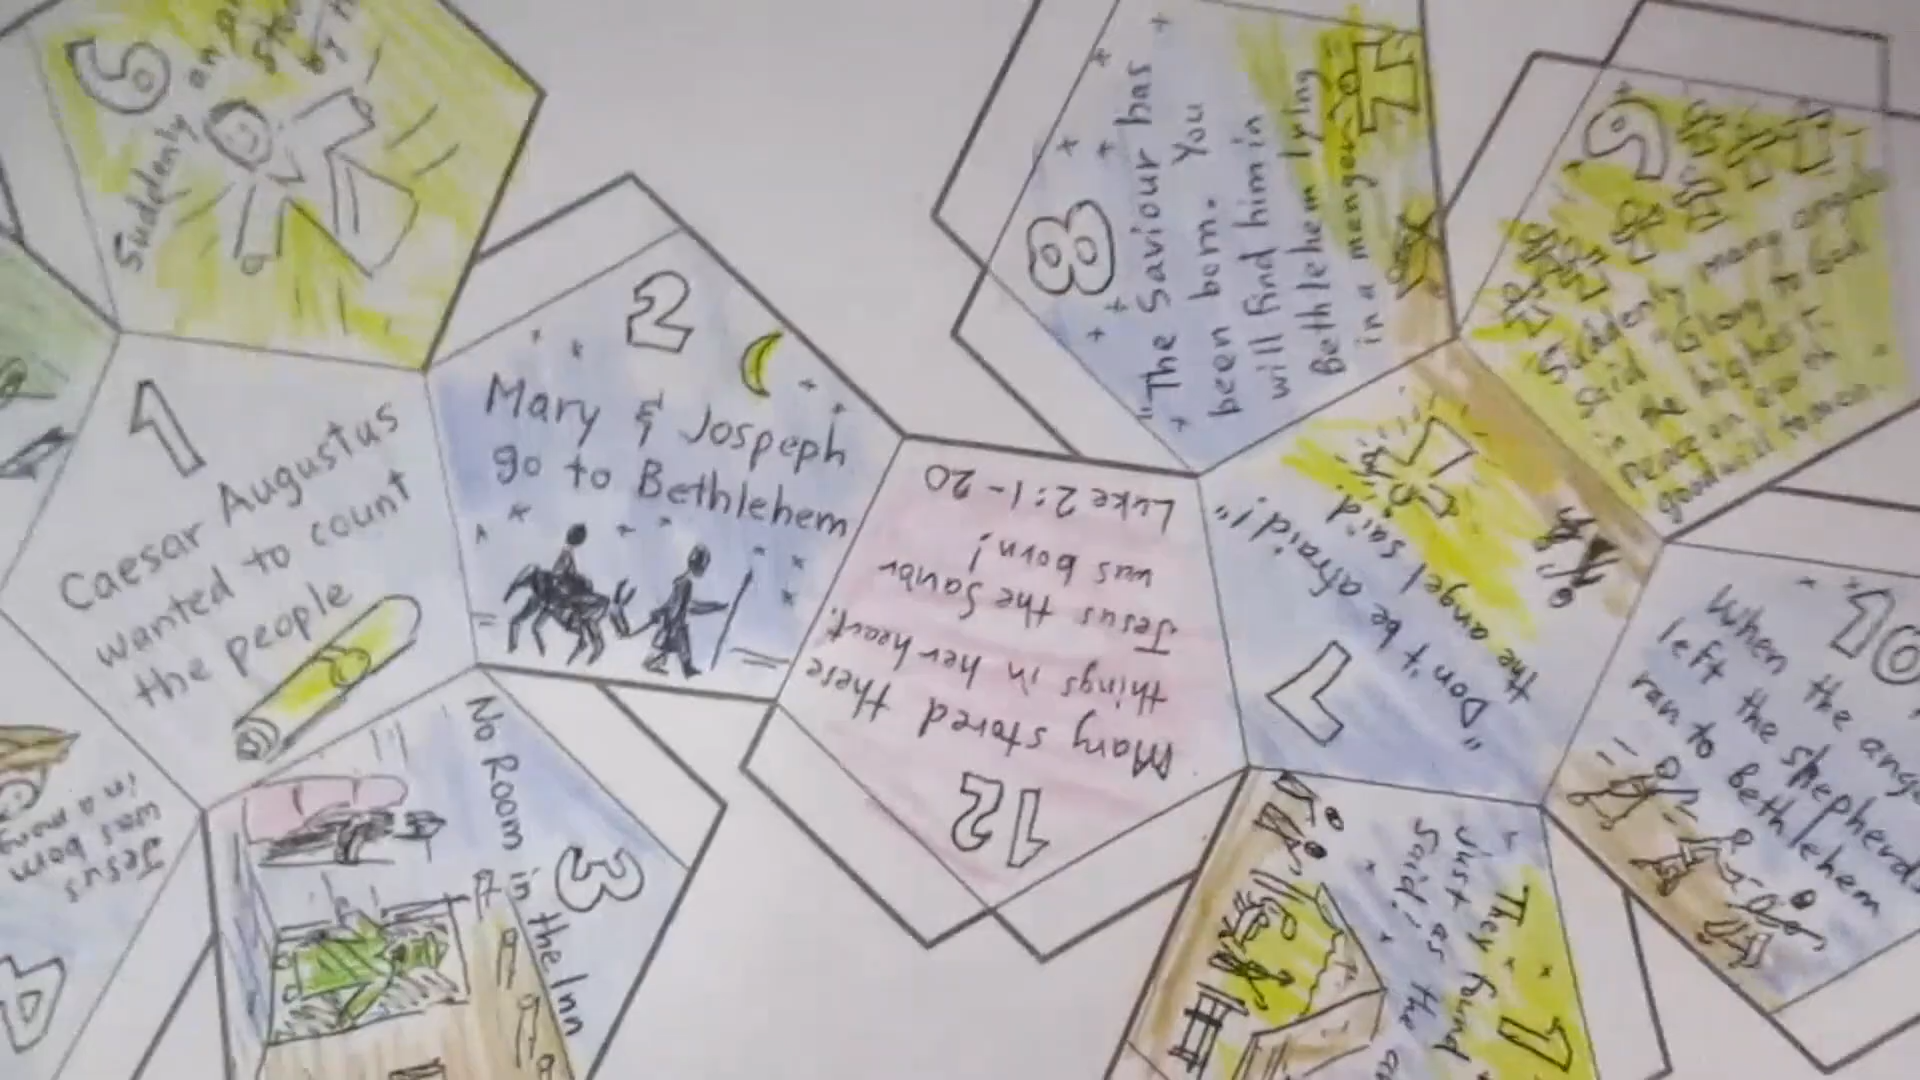 1
Caesar Augustus
wanted to count
the people
2
Mary & Jospeph
go to Bethlehem
3
No Room in the Inn
4
Jesus
was born
in a
6
Suddenly
7
"Don't be afraid!"
the angel said
8
"The Saviour has
been born. You
will find him in
Bethlehem lying
in a menger
9
Suddenly many angels
said "Glory to God
in highest
Peace on earth
goodwill to men.
10
When the
left the shepherds
ran to Bethlehem
They found
Just as the
Said!
12
Mary stored these
things in her heart.
Jesus the Savior
was born!
Luke 2:1-20